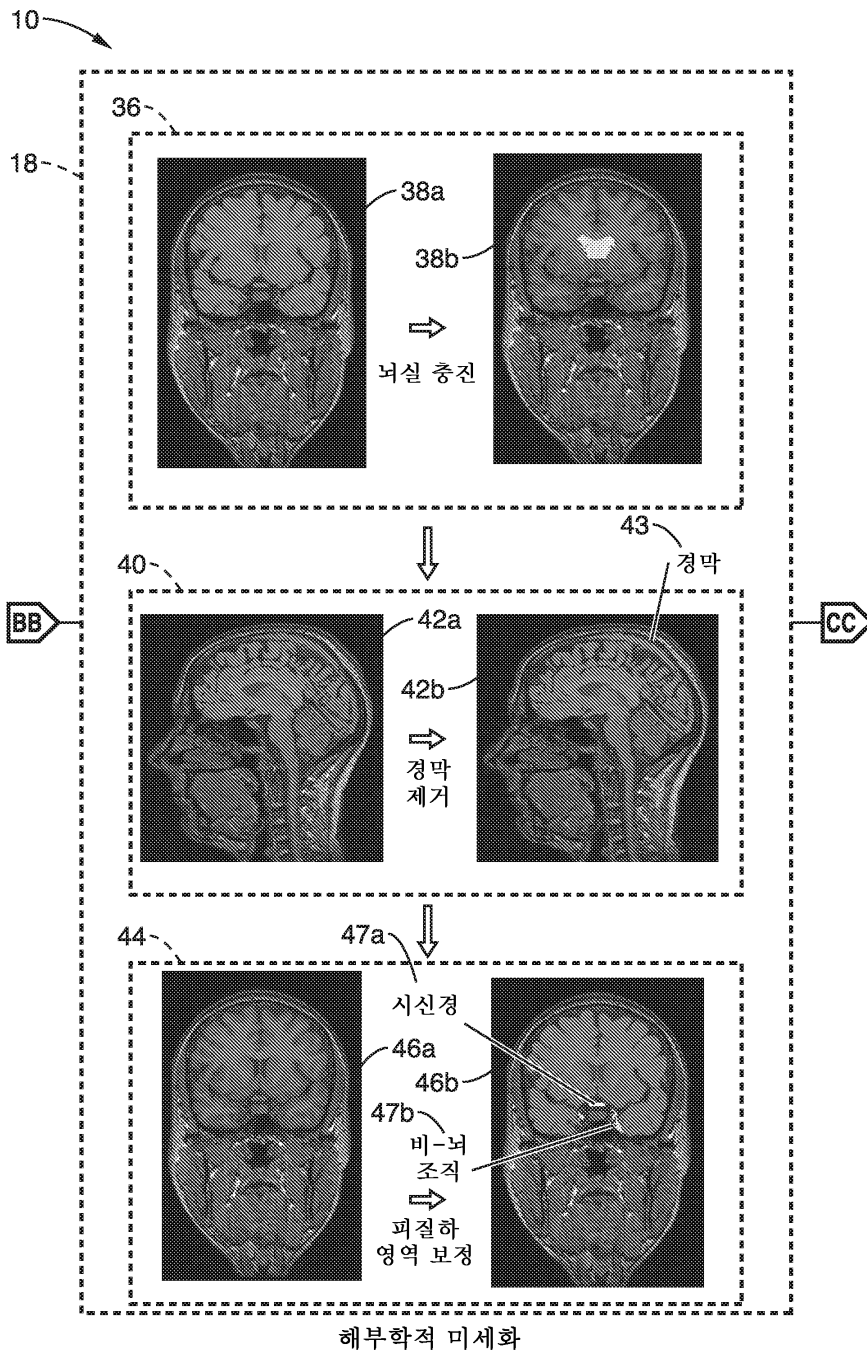 10
36
18
38a
38b
뇌실 충진
43
경막
40
BB
CC
42a
42b
경막
제거
47a
44
시신경
46a
46b
47b
비-뇌
조직
피질하
영역 보정
해부학적 미세화